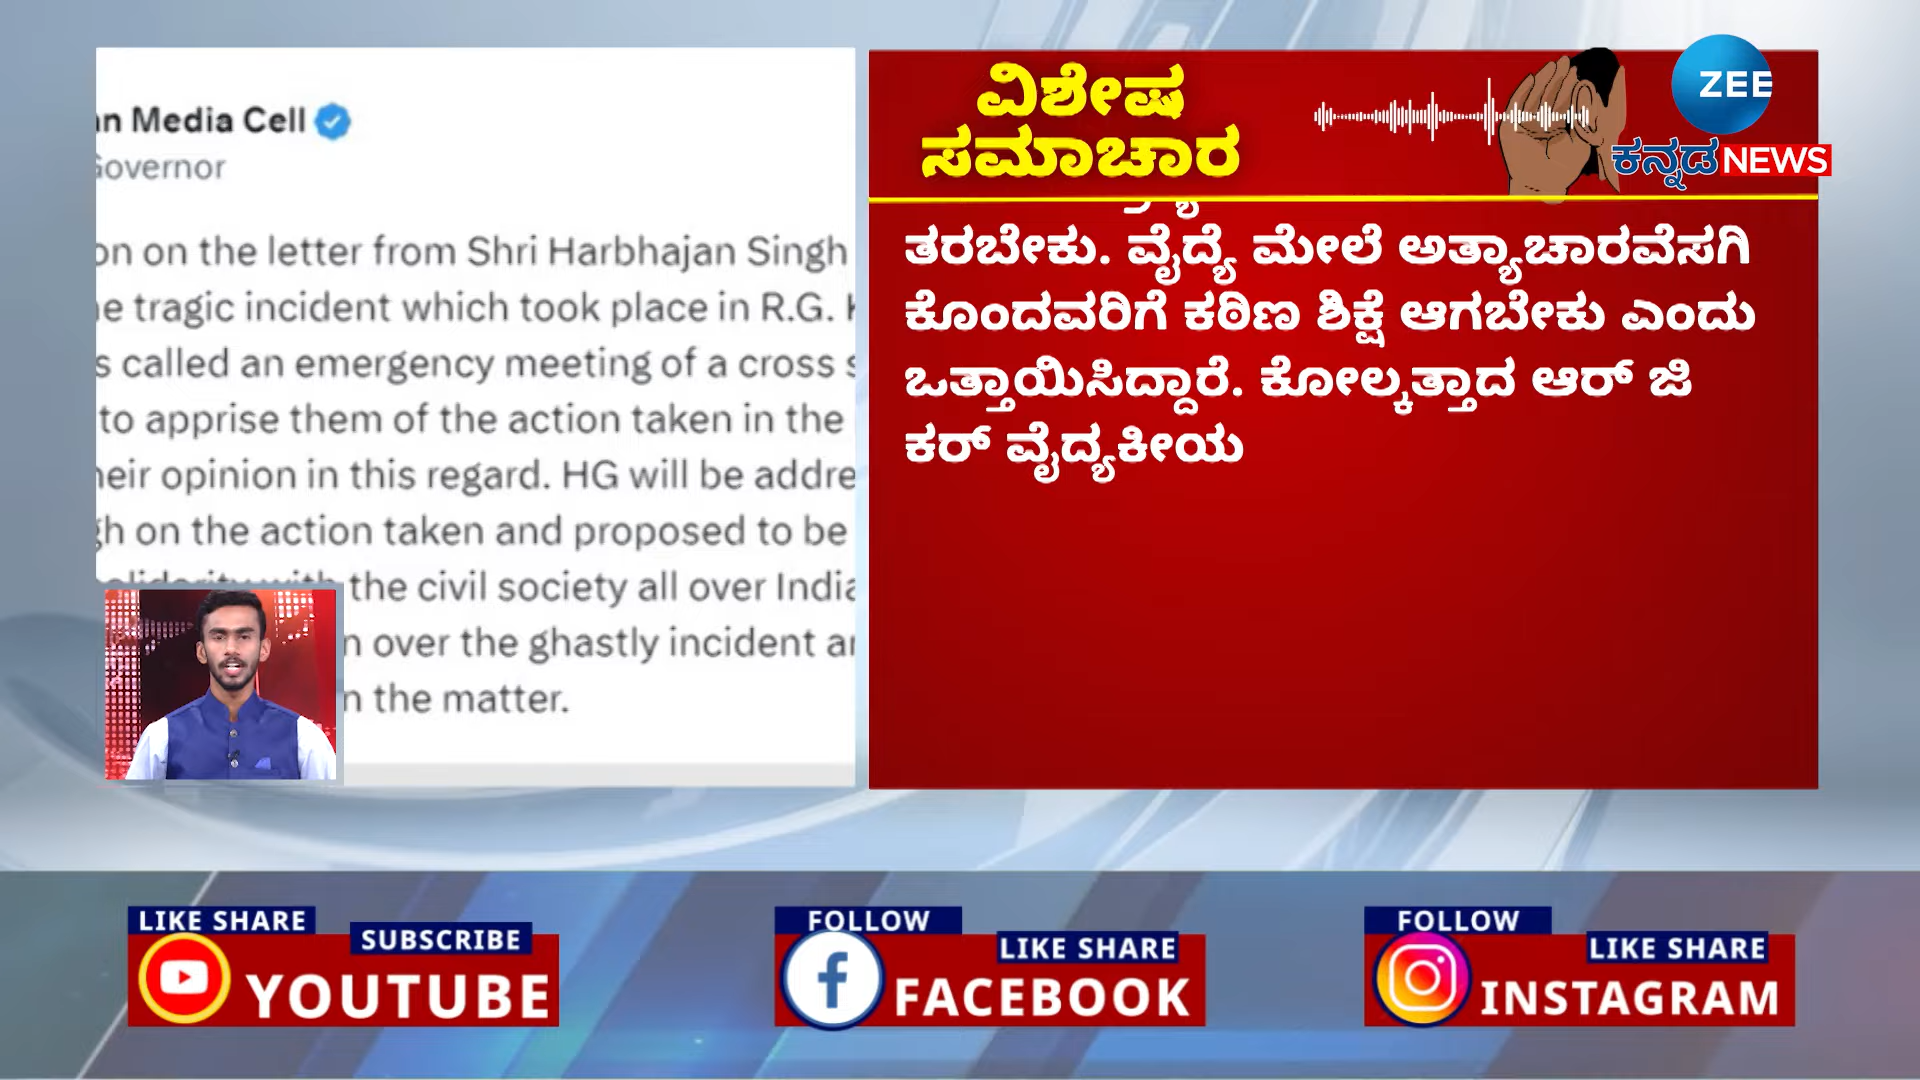 Media Cell
Governor
on on the letter from Shri Harbhajan Singh
tragic incident which took place in R.G.
called an emergency meeting of a cross
to apprise them of the action taken in the
opinion in this regard. HG will be addre
on the action taken and proposed to be
the civil society all over India
over the ghastly incident
the matter.
ವಿಶೇಷ
ಸಮಾಚಾರ
ZEE
ಕನ್ನಡ NEWS
ತರಬೇಕು. ವೈದ್ಯೆ ಮೇಲೆ ಅತ್ಯಾಚಾರವೆಸಗಿ
ಕೊಂದವರಿಗೆ ಕಠಿಣ ಶಿಕ್ಷೆ ಆಗಬೇಕು ಎಂದು
ಒತ್ತಾಯಿಸಿದ್ದಾರೆ. ಕೋಲ್ಕತ್ತಾದ ಆರ್ ಜಿ
ಕರ್ ವೈದ್ಯಕೀಯ
LIKE SHARE
SUBSCRIBE
YOUTUBE
FOLLOW
LIKE SHARE
FACEBOOK
FOLLOW
LIKE SHARE
INSTAGRAM